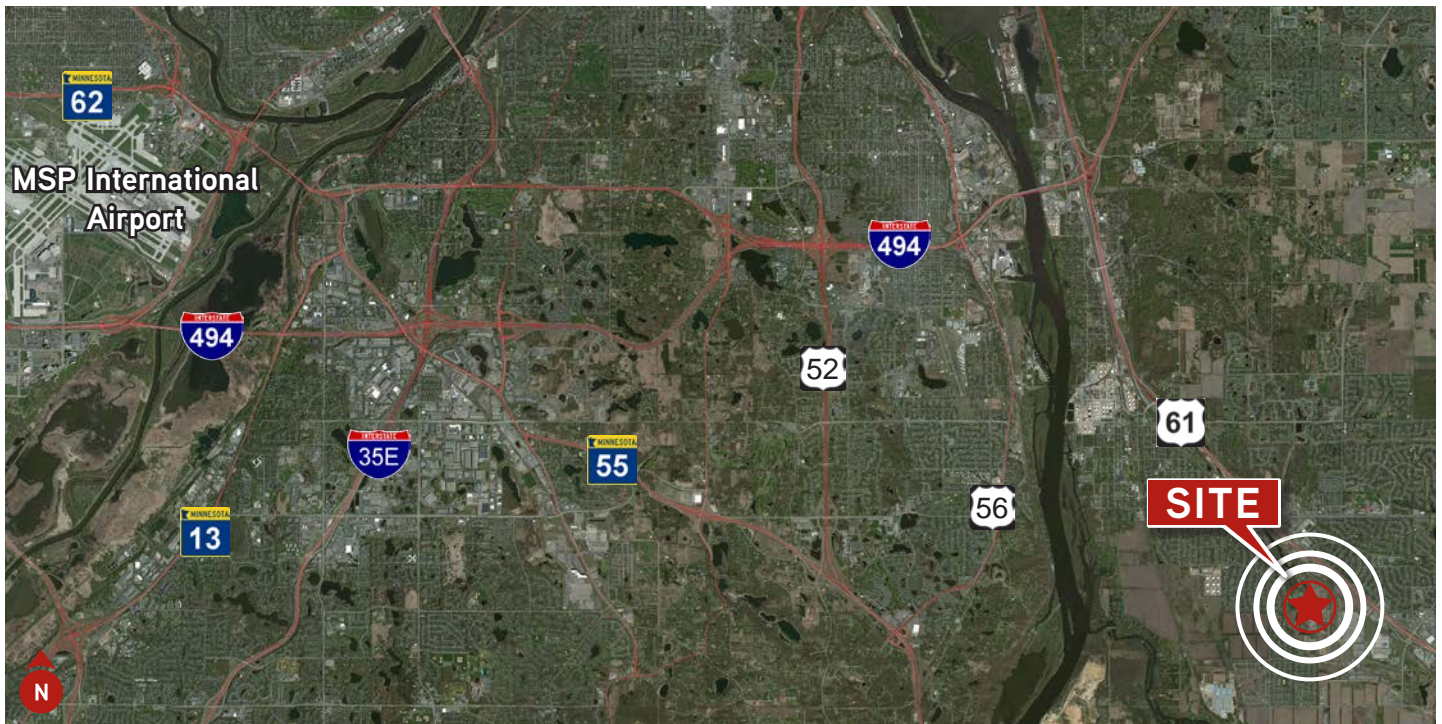 MINNESOTA
62
MSP International
Airport
INTERSTATE
494
INTERSTATE
494
52
61
INTERSTATE
35E
MINNESOTA
55
56
SITE
MINNESOTA
13
N